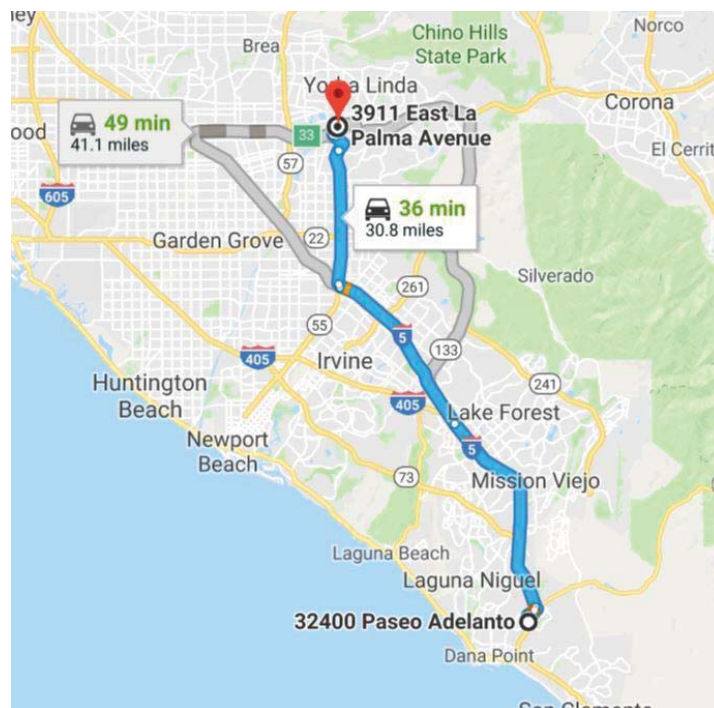 Norco
Chino Hills
State Park
Brea
Yorba Linda
3911 East La
Palma Avenue
Corona
49 min
41.1 miles
33
57
El Cerrit
605
36 min
30.8 miles
Garden Grove
22
Silverado
261
55
5
133
405
Irvine
241
Huntington
Beach
405
Lake Forest
Newport
Beach
5
73
Mission Viejo
Laguna Beach
Laguna Niguel
32400 Paseo Adelanto
Dana Point